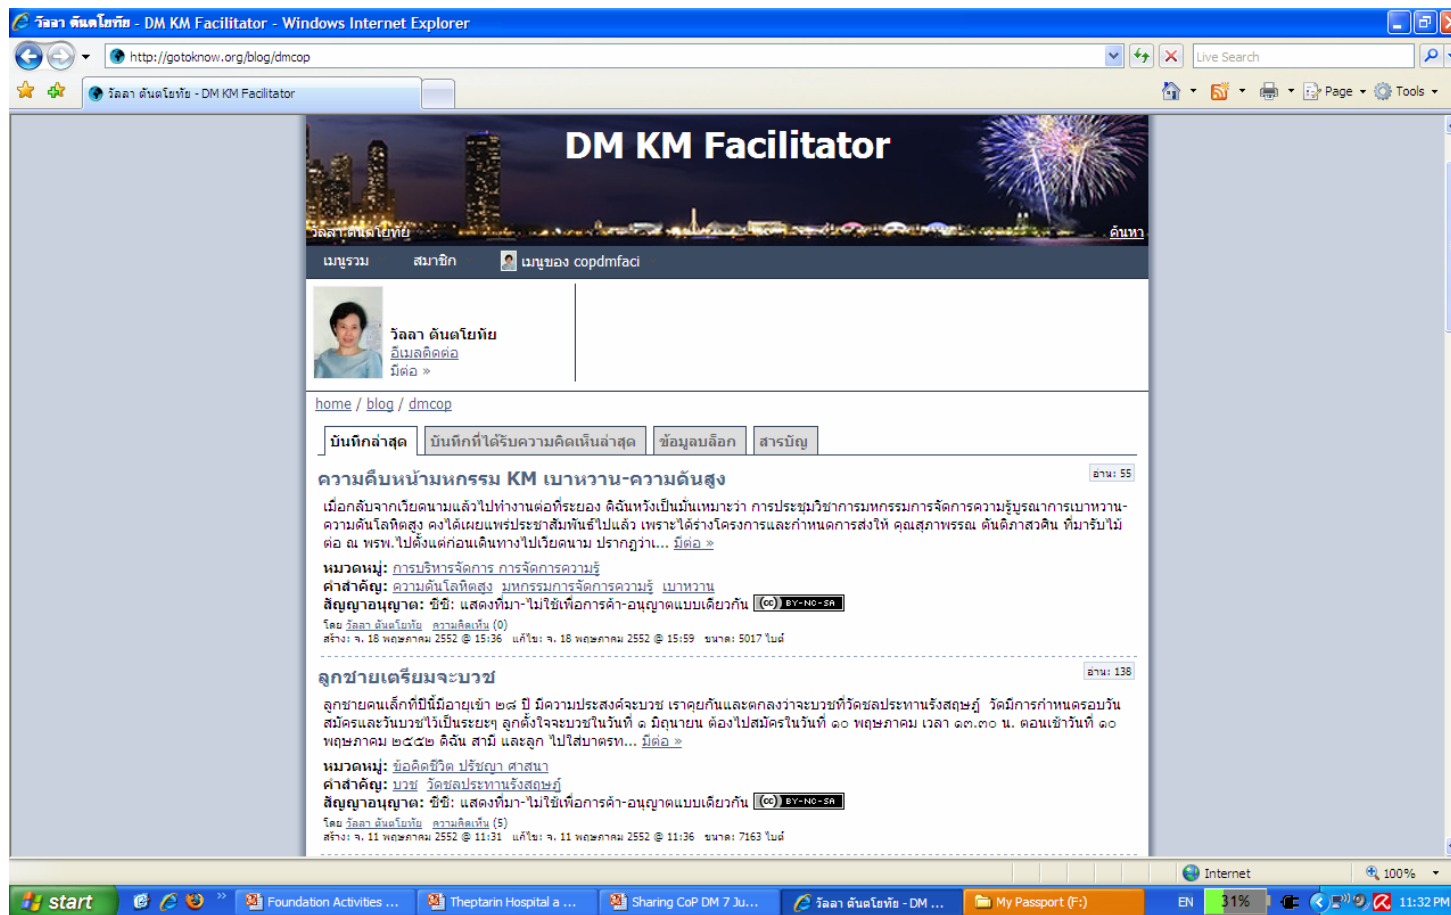 วัลลา ตันตโยทัย - DM KM Facilitator - Windows Internet Explorer
http://gotoknow.org/blog/dmcop
Live Search
วัลลา ตันตโยทัย - DM KM Facilitator
Page
Tools
DM KM Facilitator
วัลลา ตันตโยทัย
ค้นหา
เมนูรวม
สมาชิก
เมนูของ copdmfaci
วัลลา ตันตโยทัย
อีเมลติดต่อ
มีต่อ »
home / blog / dmcop
บันทึกล่าสุด
บันทึกที่ได้รับความคิดเห็นล่าสุด
ข้อมูลบล็อก
สารบัญ
ความคืบหน้ามหกรรม KM เบาหวาน-ความดันสูง
อ่าน: 55
เมื่อกลับจากเวียดนามแล้วไปทำงานต่อที่ระยอง ดิฉันหวังเป็นมั่นเหมาะว่า การประชุมวิชาการมหกรรมการจัดการความรู้บูรณาการเบาหวาน-
ความดันโลหิตสูง คงได้เผยแพร่ประชาสัมพันธ์ไปแล้ว เพราะได้ร่างโครงการและกำหนดการส่งให้ คุณสุภาพรรณ ตันติภาสวศิน ที่มารับไม้
ต่อ ณ พรพ.ไปตั้งแต่ก่อนเดินทางไปเวียดนาม ปรากฏว่าเ... มีต่อ »
หมวดหมู่: การบริหารจัดการ การจัดการความรู้
คำสำคัญ: ความดันโลหิตสูง มหกรรมการจัดการความรู้ เบาหวาน
สัญญาอนุญาต: ซีซี: แสดงที่มา-ไม่ใช้เพื่อการค้า-อนุญาตแบบเดียวกัน (cc) BY-NC-SA
โดย วัลลา ตันตโยทัย ความคิดเห็น (0)
สร้าง: จ. 18 พฤษภาคม 2552 @ 15:36 แก้ไข: จ. 18 พฤษภาคม 2552 @ 15:59 ขนาด: 5017 ไบต์
ลูกชายเตรียมจะบวช
อ่าน: 138
ลูกชายคนเล็กที่ปีนี้มีอายุเข้า ๒๘ ปี มีความประสงค์จะบวช เราคุยกันและตกลงว่าจะบวชที่วัดชลประทานรังสฤษฎ์ วัดมีการกำหนดรอบวัน
สมัครและวันบวชไว้เป็นระยะๆ ลูกตั้งใจจะบวชในวันที่ ๑ มิถุนายน ต้องไปสมัครในวันที่ ๑๐ พฤษภาคม เวลา ๑๓.๓๐ น. ตอนเช้าวันที่ ๑๐
พฤษภาคม ๒๕๕๒ ดิฉัน สามี และลูก ไปใส่บาตรท... มีต่อ »
หมวดหมู่: ข้อคิดชีวิต ปรัชญา ศาสนา
คำสำคัญ: บวช วัดชลประทานรังสฤษฎ์
สัญญาอนุญาต: ซีซี: แสดงที่มา-ไม่ใช้เพื่อการค้า-อนุญาตแบบเดียวกัน (cc) BY-NC-SA
โดย วัลลา ตันตโยทัย ความคิดเห็น (5)
สร้าง: จ. 11 พฤษภาคม 2552 @ 11:31 แก้ไข: จ. 11 พฤษภาคม 2552 @ 11:36 ขนาด: 7163 ไบต์
Internet
100%
start
Foundation Activities ...
Theptarin Hospital a ...
Sharing CoP DM 7 Ju...
วัลลา ตันตโยทัย - DM ...
My Passport (F:)
EN
31%
11:32 PM